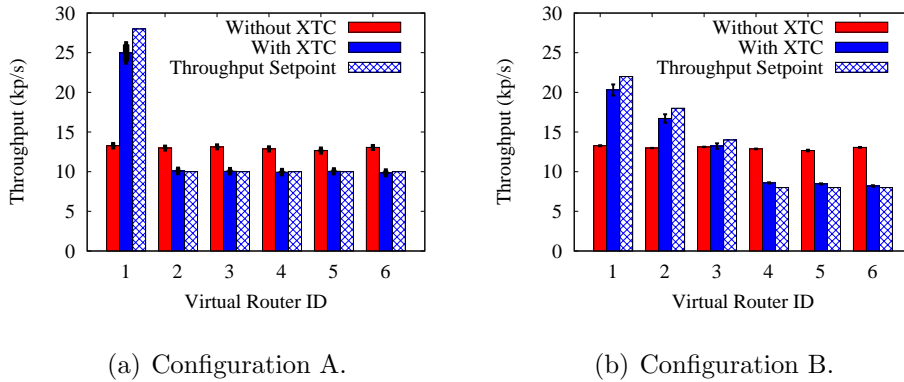 30
25
20
15
10
5
0
Throughput (kp/s)
Without XTC
With XTC
Throughput Setpoint
1 2 3 4 5 6
Virtual Router ID
(a) Configuration A.
30
25
20
15
10
5
0
Throughput (kp/s)
Without XTC
With XTC
Throughput Setpoint
1 2 3 4 5 6
Virtual Router ID
(b) Configuration B.